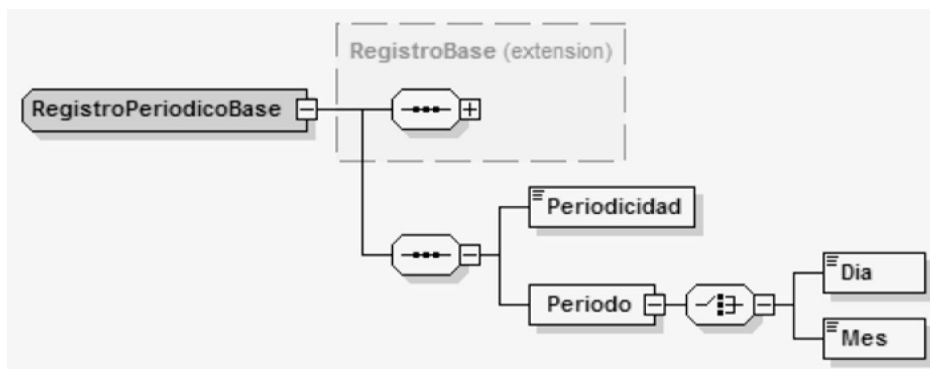 RegistroBase (extension)
RegistroPeriodicoBase
Periodicidad
Periodo
Dia
Mes